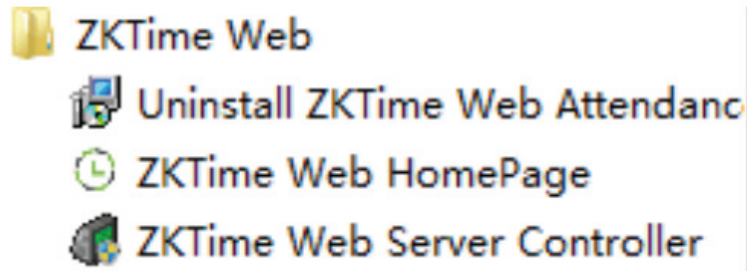 ZKTime Web
Uninstall ZKTime Web Attendanc
ZKTime Web HomePage
ZKTime Web Server Controller